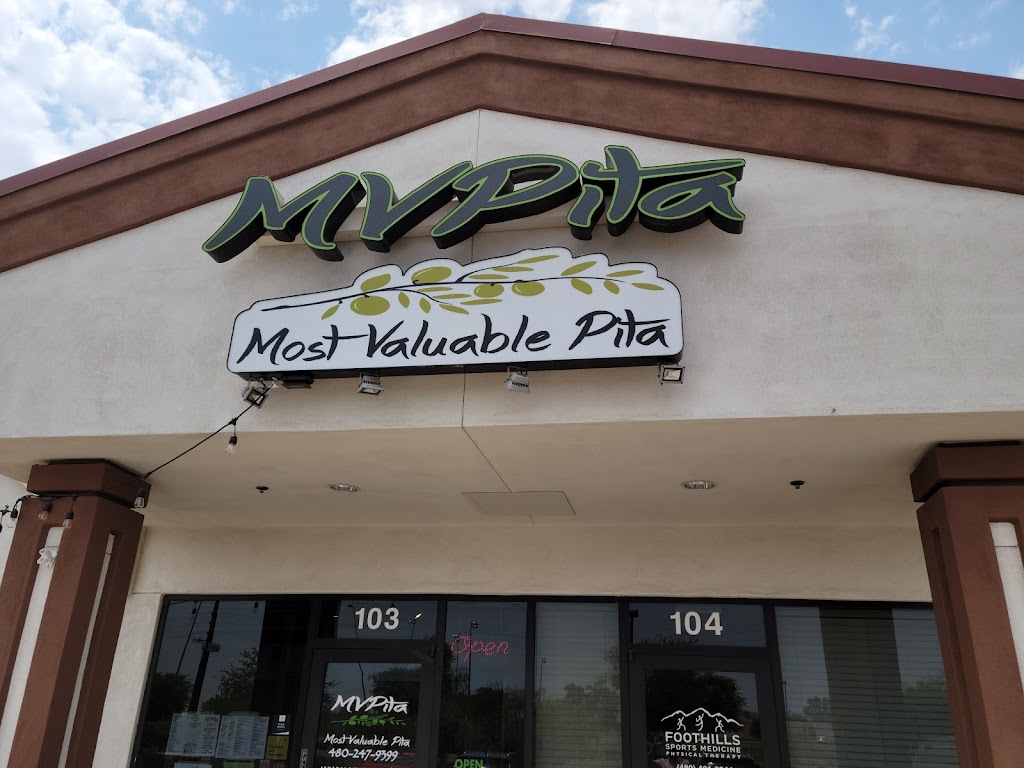 MVPita
Most Valuable Pita
103
104
Open
MVPita
Most Valuable Pita
480-247-9399
OPEN
FOOTHILLS
SPORTS MEDICINE
PHYSICAL THERAPY